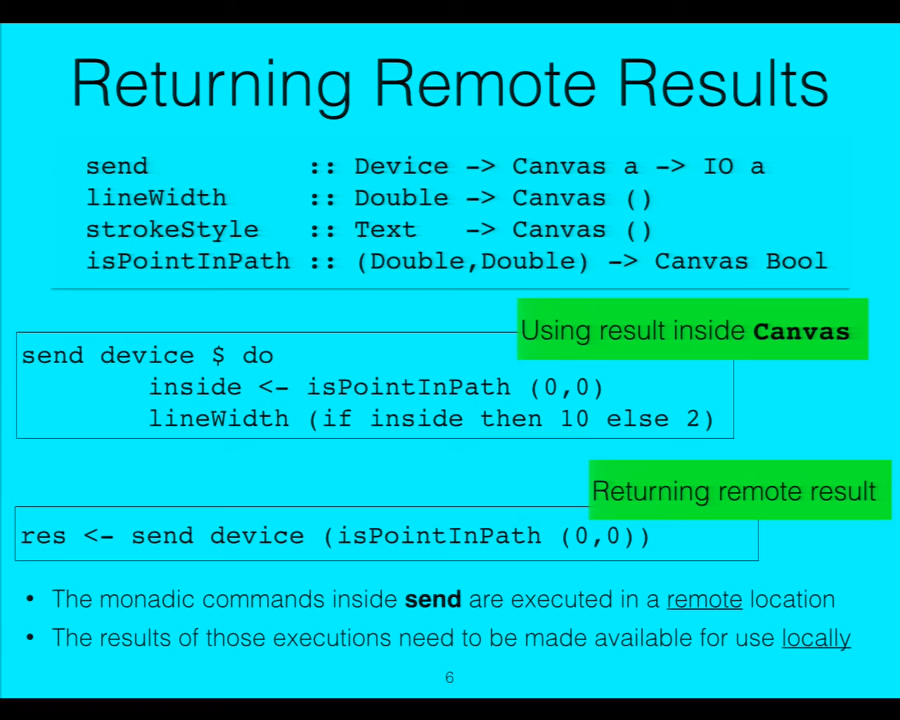 Returning Remote Results
send :: Device -> Canvas a -> IO a
lineWidth :: Double -> Canvas ()
strokeStyle :: Text -> Canvas ()
isPointInPath :: (Double,Double) -> Canvas Bool
Using result inside Canvas
send device $ do
inside <- isPointInPath (0,0)
lineWidth (if inside then 10 else 2)
Returning remote result
res <- send device (isPointInPath (0,0))
• The monadic commands inside send are executed in a remote location
• The results of those executions need to be made available for use locally
6